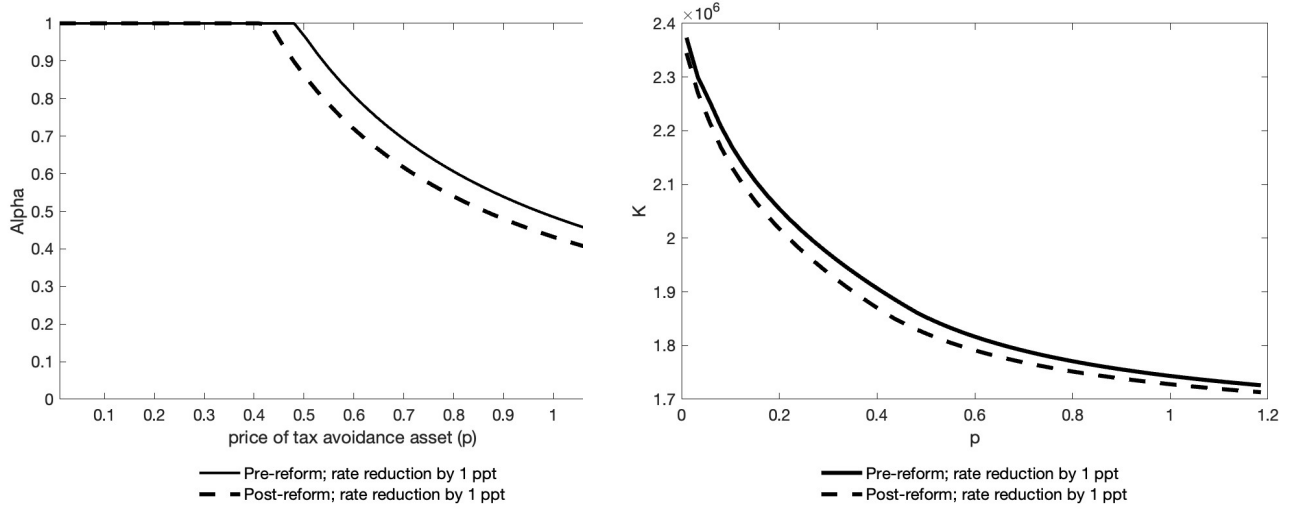 1
0.9
0.8
0.7
0.6
0.5
0.4
0.3
0.2
0.1
0
Alpha
0.1 0.2 0.3 0.4 0.5 0.6 0.7 0.8 0.9 1
price of tax avoidance asset (p)
Pre-reform; rate reduction by 1 ppt
Post-reform; rate reduction by 1 ppt
×10⁶
2.4
2.3
2.2
2.1
2
1.9
1.8
1.7
K
0 0.2 0.4 0.6 0.8 1 1.2
p
Pre-reform; rate reduction by 1 ppt
Post-reform; rate reduction by 1 ppt